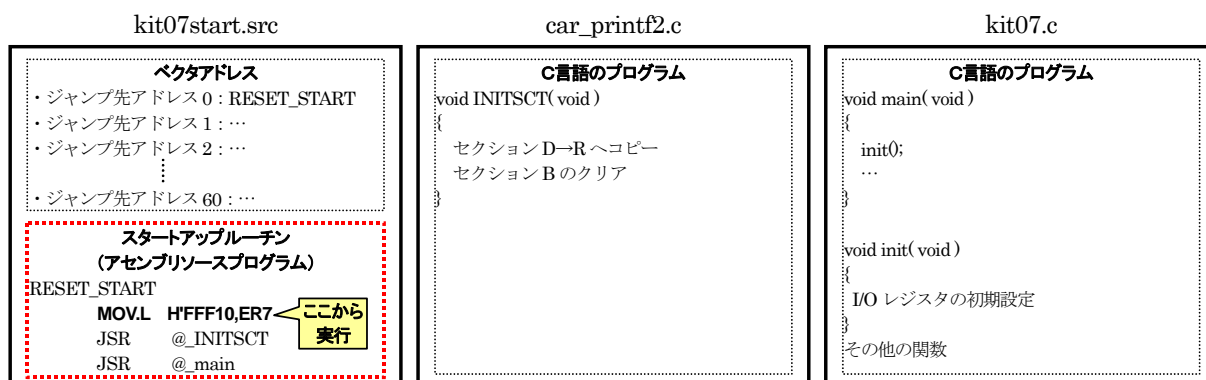 kit07start.src
ベクタアドレス
・ジャンプ先アドレス 0：RESET_START
・ジャンプ先アドレス 1：…
・ジャンプ先アドレス 2：…
⋮
・ジャンプ先アドレス 60：…
スタートアップルーチン
（アセンブリソースプログラム）
RESET_START
MOV.L H'FFF10,ER7
ここから
実行
JSR @_INITSCT
JSR @_main
car_printf2.c
C言語のプログラム
void INITSCT( void )
{
セクション D→R へコピー
セクション B のクリア
}
kit07.c
C言語のプログラム
void main( void )
{
init();
…
}
void init( void )
{
I/O レジスタの初期設定
}
その他の関数